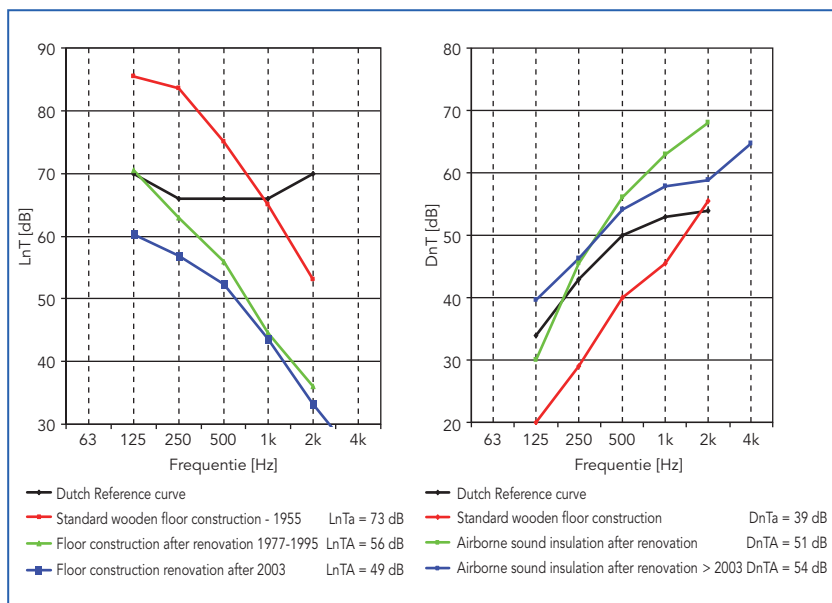 90
80
70
60
50
40
30
LnT [dB]
63 125 250 500 1k 2k 4k
Frequentie [Hz]
Dutch Reference curve
Standard wooden floor construction - 1955 LnTa = 73 dB
Floor construction after renovation 1977-1995 LnTA = 56 dB
Floor construction renovation after 2003 LnTA = 49 dB
80
70
60
50
40
30
20
DnT [dB]
63 125 250 500 1k 2k 4k
Frequentie [Hz]
Dutch Reference curve
Standard wooden floor construction DnTa = 39 dB
Airborne sound insulation after renovation DnTA = 51 dB
Airborne sound insulation after renovation > 2003 DnTA = 54 dB